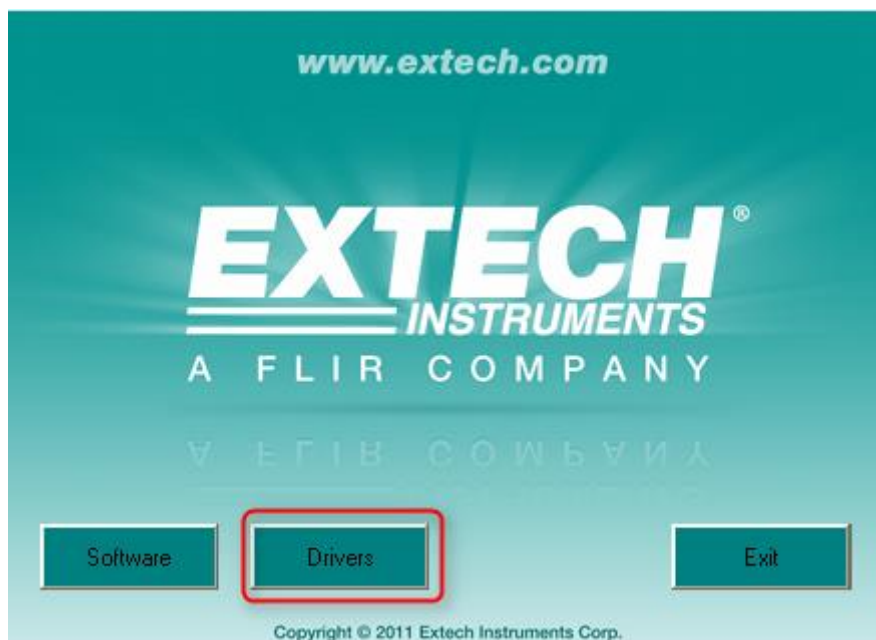 www.extech.com
EXTECH®
INSTRUMENTS
A FLIR COMPANY
Software Drivers Exit
Copyright © 2011 Extech Instruments Corp.